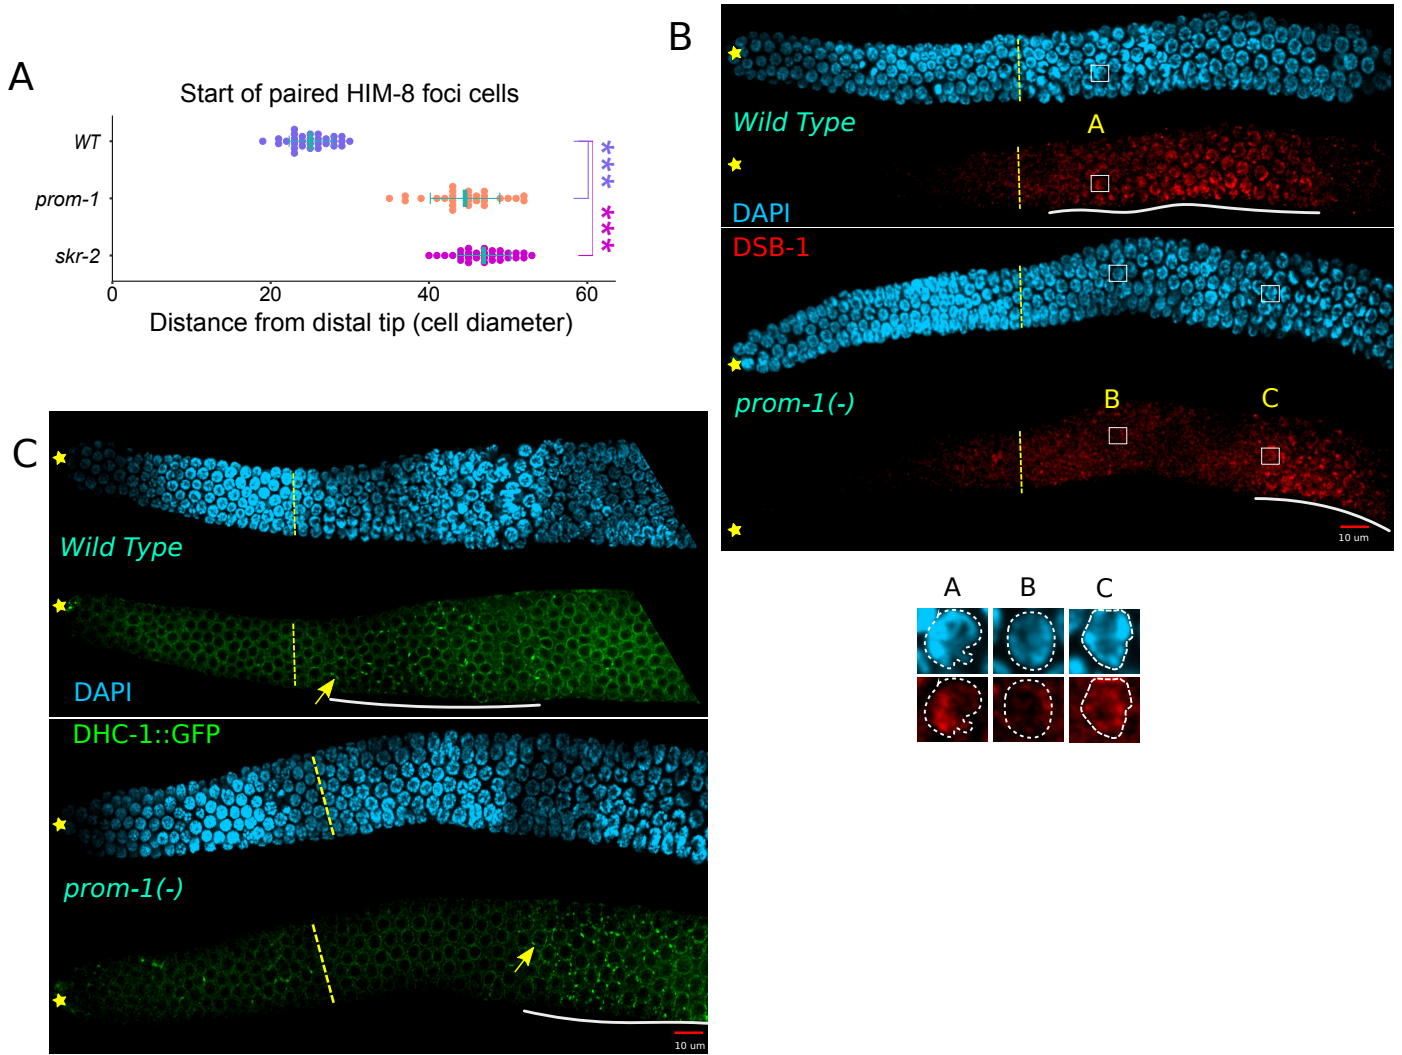 A
Start of paired HIM-8 foci cells
WT
prom-1
skr-2
***
***
0
20
40
60
Distance from distal tip (cell diameter)
B
Wild Type
A
DAPI
DSB-1
prom-1(-)
B
C
10 um
A
B
C
C
Wild Type
DAPI
DHC-1::GFP
prom-1(-)
10 um